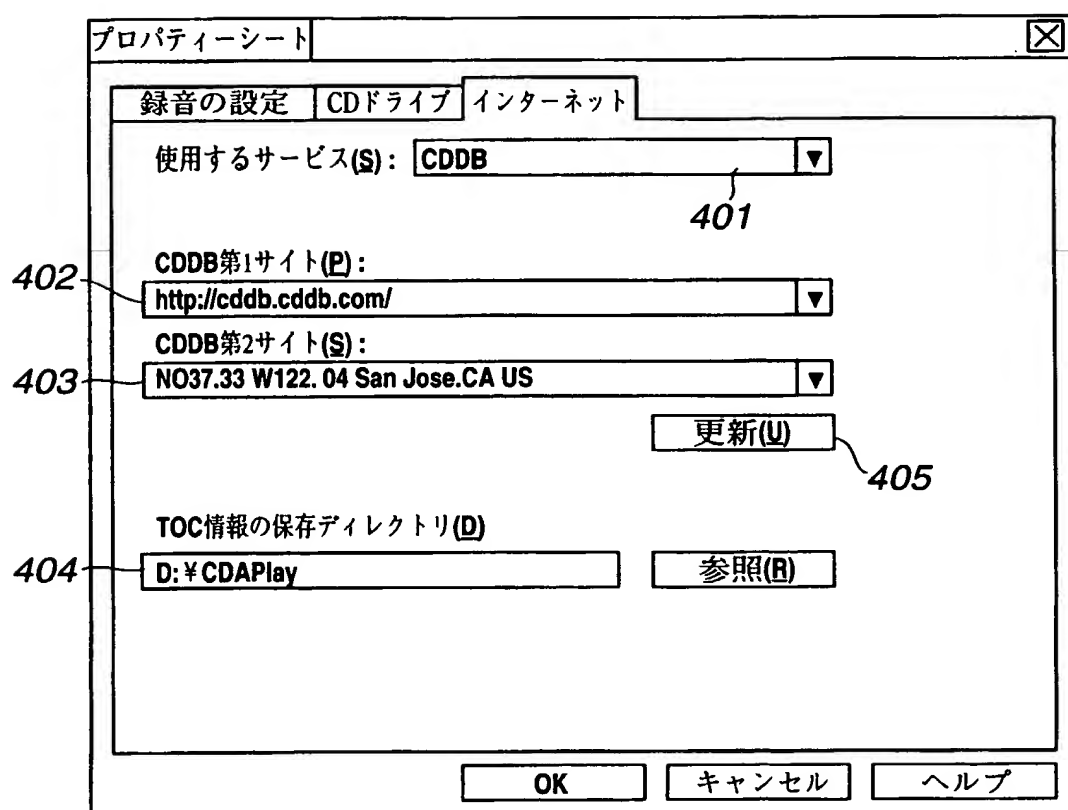 プロパティーシート
録音の設定 CDドライブ インターネット
使用するサービス(S): CDDB
401
CDDB第1サイト(P):
402
http://cddb.cddb.com/
CDDB第2サイト(S):
403
NO37.33 W122. 04 San Jose.CA US
更新(U)
405
TOC情報の保存ディレクトリ(D)
404
D:¥CDAPlay 参照(R)
OK キャンセル ヘルプ